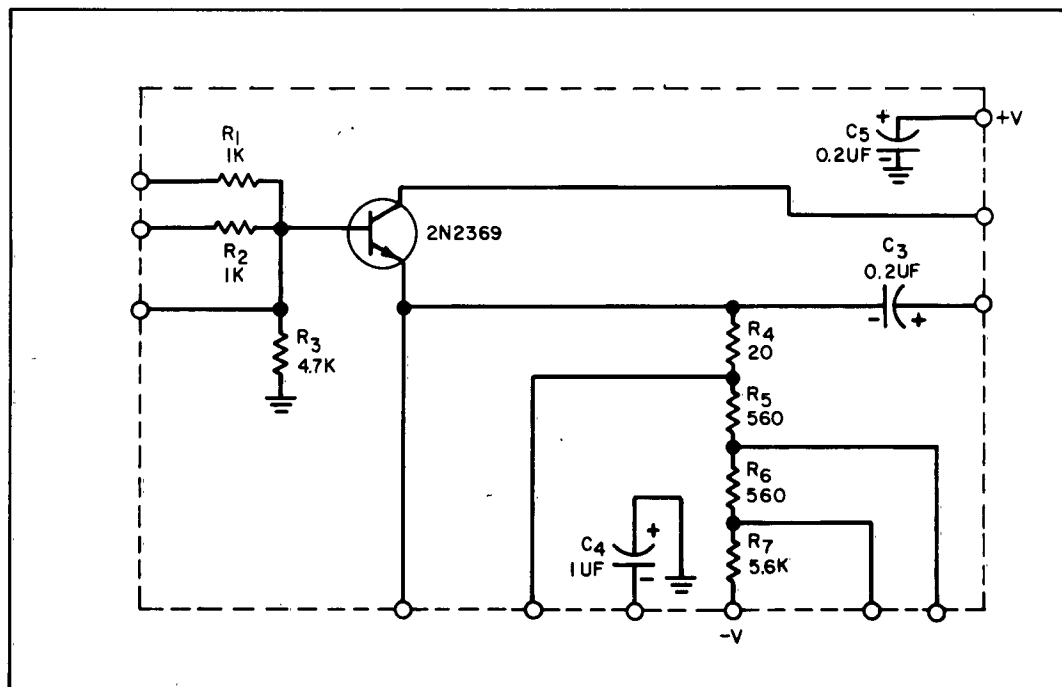 +V
C5
0.2UF
+
-
R1
1K
2N2369
R2
1K
C3
0.2UF
-
+
R3
4.7K
R4
20
R5
560
R6
560
C4
1UF
+
-
R7
5.6K
-V